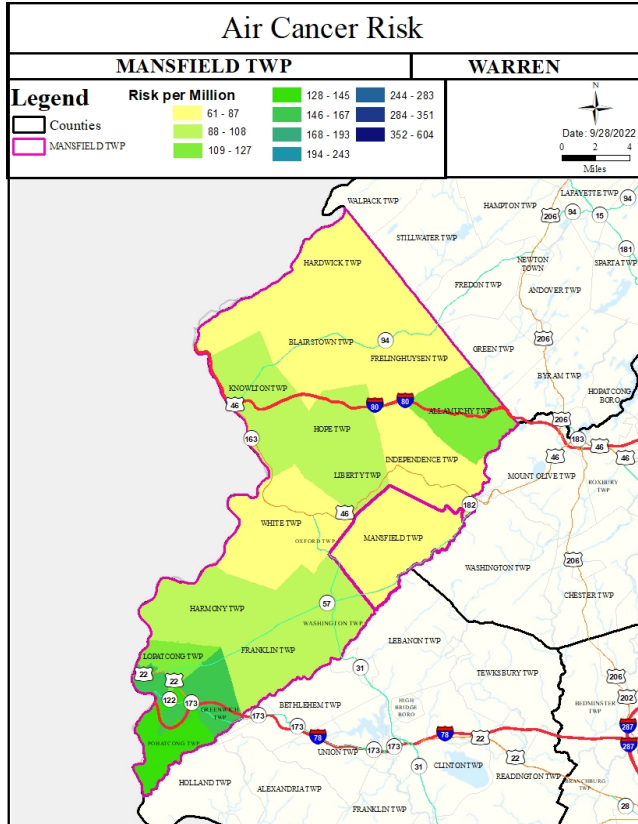 Air Cancer Risk
MANSFIELD TWP
WARREN
Legend
Counties
MANSFIELD TWP
Risk per Million
61 - 87
88 - 108
109 - 127
128 - 145
146 - 167
168 - 193
194 - 243
244 - 283
284 - 351
352 - 604
N
Date: 9/28/2022
0 2 4
Miles
WALPACK TWP
LAFAYETTE TWP
94
HAMPTON TWP
206
94
15
STILLWATER TWP
181
HARDWICK TWP
NEWTON
TOWN
SPARTA TWP
FREDON TWP
ANDOVER TWP
94
206
BLAIRSTOWN TWP
GREEN TWP
FRELINGHUYSEN TWP
BYRAM TWP
KNOWLTON TWP
HOPATCONG
BORO
46
80
80
ALLAMUCHY TWP
206
HOPE TWP
163
183
46
INDEPENDENCE TWP
46
46
LIBERTY TWP
MOUNT OLIVE TWP
ROXBURY
TWP
182
46
WHITE TWP
OXFORD TWP
MANSFIELD TWP
206
WASHINGTON TWP
CHESTER TWP
57
HARMONY TWP
WASHINGTON TWP
LEBANON TWP
FRANKLIN TWP
LOPATCONG TWP
31
22
22
TEWKSBURY TWP
206
122
173
BETHLEHEM TWP
HIGH
BRIDGE
BORO
BEDMINSTER
TWP
202
GREENWICH
TWP
173
173
78
78
22
287
287
POHATCONG TWP
UNION TWP
173
173
31
CLINTON TWP
22
READINGTON TWP
HOLLAND TWP
ALEXANDRIA TWP
BRANCHBURG
TWP
FRANKLIN TWP
28